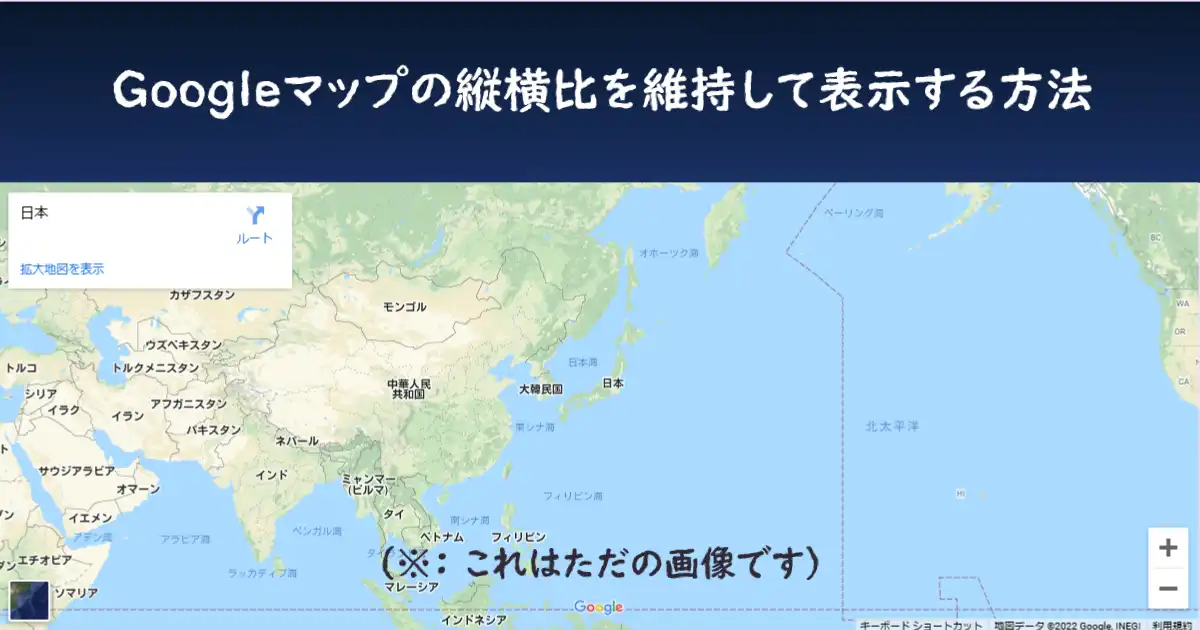 Googleマップの縦横比を維持して表示する方法
日本
ルート
拡大地図を表示
ベーリング海
オホーツク海
BC
カザフスタン
モンゴル
WA
OR
ウズベキスタン
トルコ
トルクメニスタン
日本海
中華人民
共和国
大韓民国
日本
CA
シリア
イラク
アフガニスタン
イラン
パキスタン
東シナ海
北太平洋
ネパール
サウジアラビア
インド
ミャンマー
(ビルマ)
オマーン
フィリピン海
HI
イエメン
タイ
南シナ海
ベンガル湾
アデン湾
アラビア海
ベトナム
フィリピン
エチオピア
ラッカディブ海
(※: これはただの画像です)
マレーシア
ソマリア
Google
インドネシア
キーボード ショートカット
地図データ ©2022 Google, INEGI
利用規約